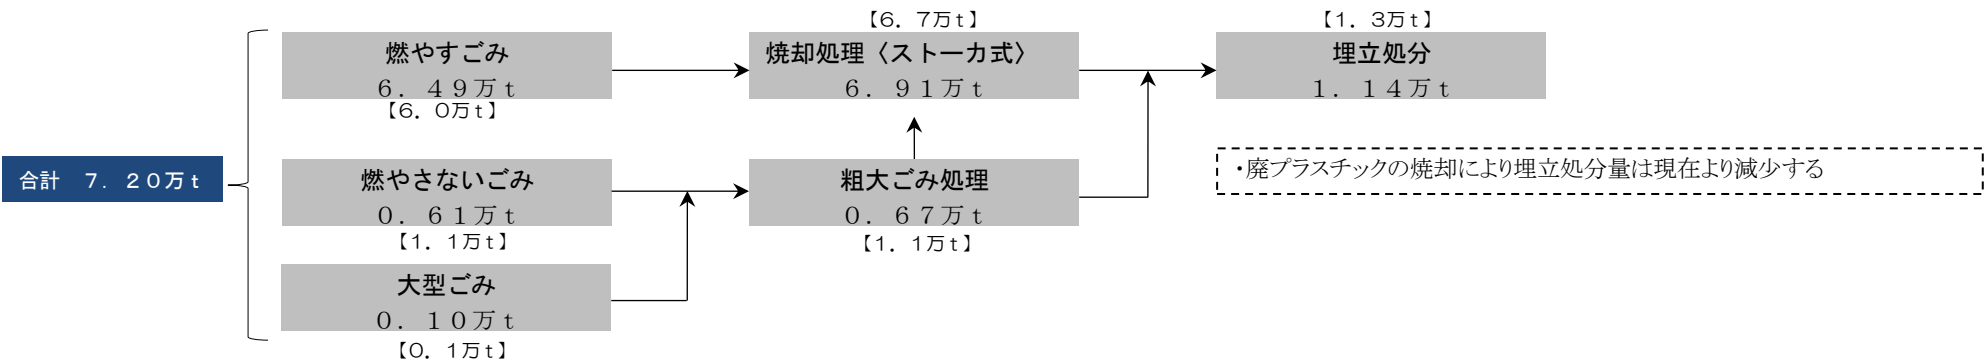 合計　７．２０万ｔ
燃やすごみ
６．４９万ｔ
【６．０万ｔ】
燃やさないごみ
０．６１万ｔ
【１．１万ｔ】
大型ごみ
０．１０万ｔ
【０．１万ｔ】
【６．７万ｔ】
焼却処理〈ストーカ式〉
６．９１万ｔ
粗大ごみ処理
０．６７万ｔ
【１．１万ｔ】
【１．３万ｔ】
埋立処分
１．１４万ｔ
・廃プラスチックの焼却により埋立処分量は現在より減少する